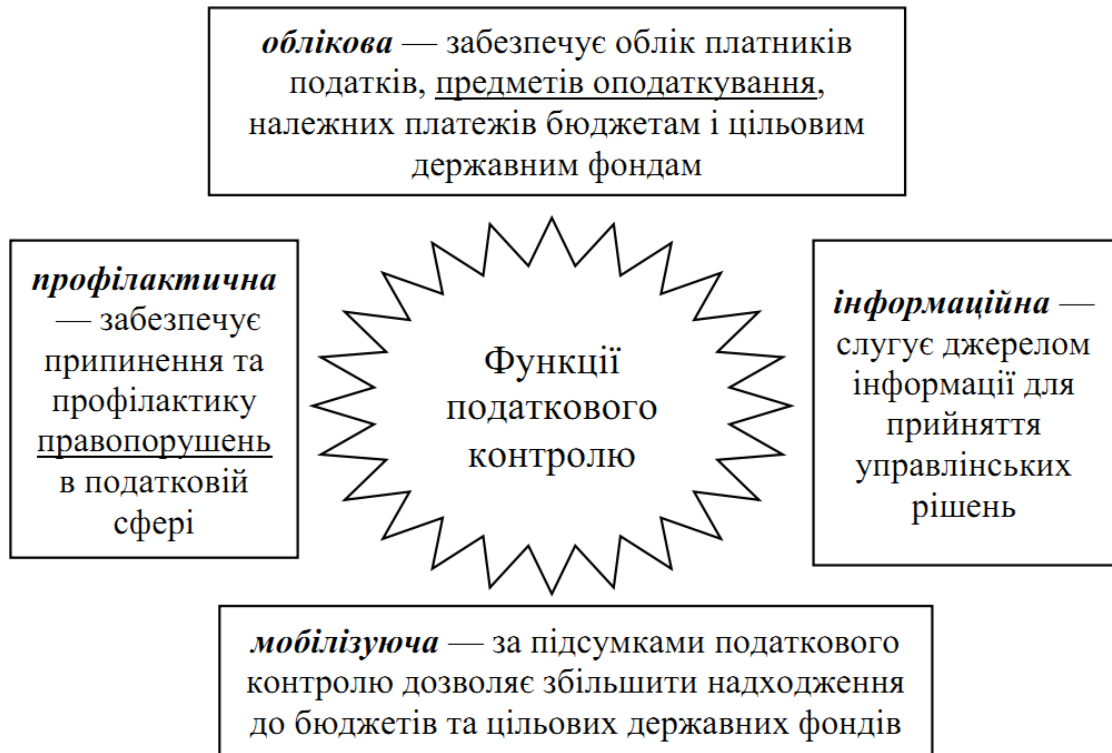 облікова — забезпечує облік платників
податків, предметів оподаткування,
належних платежів бюджетам і цільовим
державним фондам
профілактична
— забезпечує
припинення та
профілактику
правопорушень
в податковій
сфері
Функції
податкового
контролю
інформаційна —
слугує джерелом
інформації для
прийняття
управлінських
рішень
мобілізуюча — за підсумками податкового
контролю дозволяє збільшити надходження
до бюджетів та цільових державних фондів